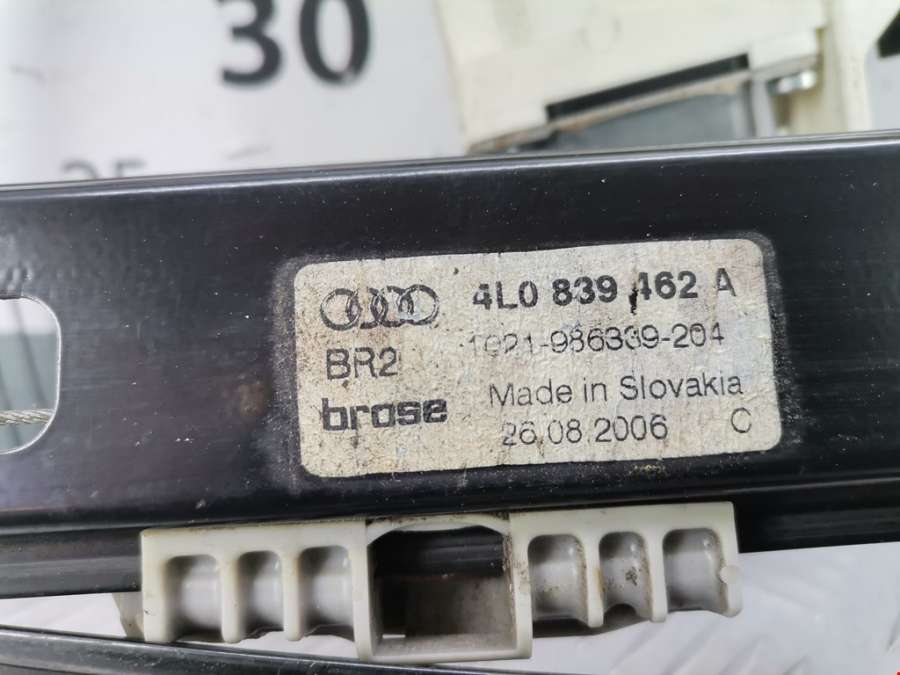 30
4L0 839 462 A
BR2
1021-986339-204
brose
Made in Slovakia
26.08.2006 C